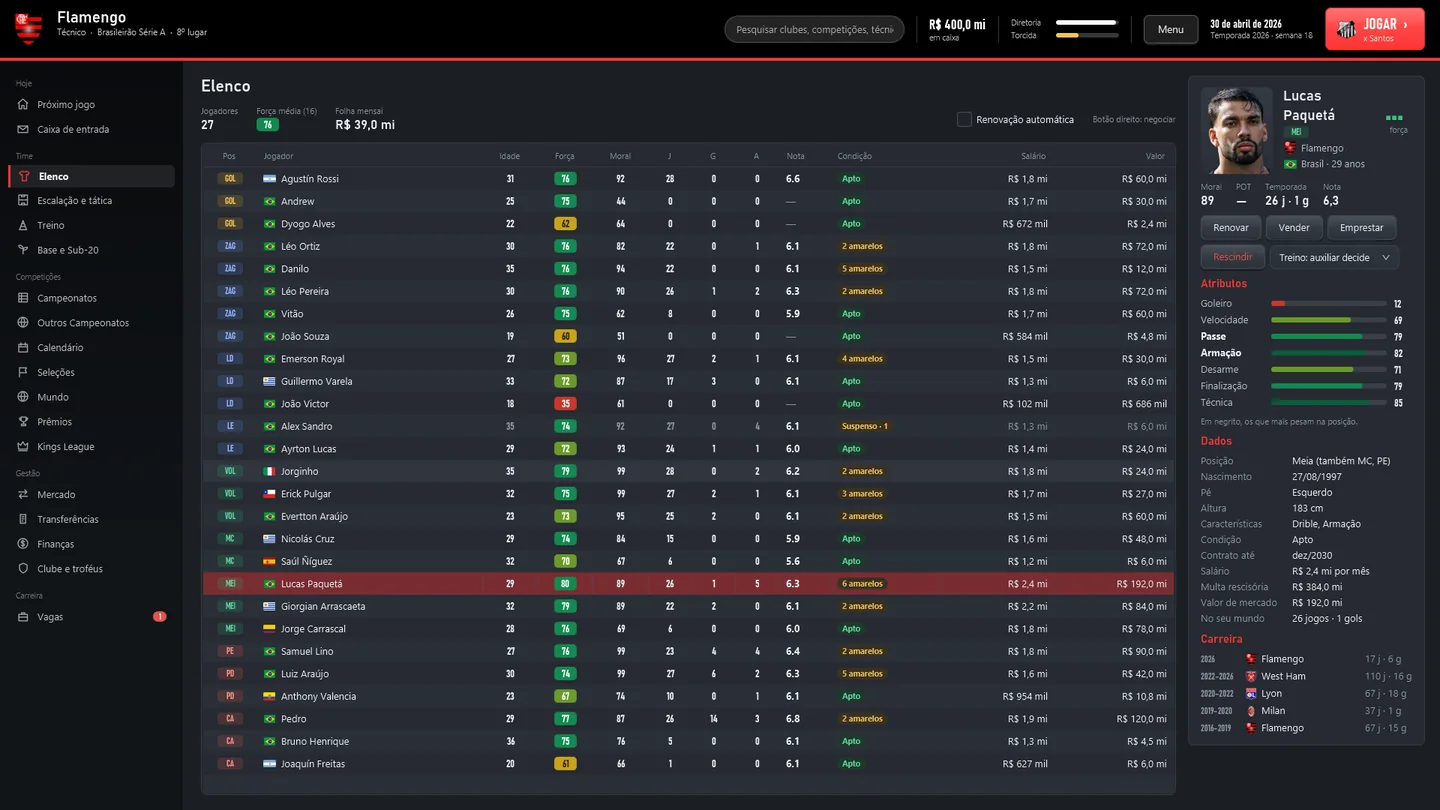 Flamengo
Técnico · Brasileirão Série A · 8º lugar
Pesquisar clubes, competições, técni
R$ 400,0 mi
em caixa
Diretoria
Torcida
Menu
30 de abril de 2026
Temporada 2026 · semana 18
JOGAR ›
x Santos
Hoje
Próximo jogo
Caixa de entrada
Time
Elenco
Escalação e tática
Treino
Base e Sub-20
Competições
Campeonatos
Outros Campeonatos
Calendário
Seleções
Mundo
Prêmios
Kings League
Gestão
Mercado
Transferências
Finanças
Clube e troféus
Carreira
Vagas 1
Elenco
Jogadores Força média (16) Folha mensal
27 76 R$ 39,0 mi
Renovação automática
Botão direito: negociar
Pos Jogador Idade Força Moral J G A Nota Condição Salário Valor
GOL Agustín Rossi 31 76 92 28 0 0 6.6 Apto R$ 1,8 mi R$ 60,0 mi
GOL Andrew 25 75 44 0 0 0 — Apto R$ 1,7 mi R$ 30,0 mi
GOL Dyogo Alves 22 62 64 0 0 0 — Apto R$ 672 mil R$ 2,4 mi
ZAG Léo Ortiz 30 76 82 22 0 1 6.1 2 amarelos R$ 1,8 mi R$ 72,0 mi
ZAG Danilo 35 76 94 22 0 0 6.1 5 amarelos R$ 1,5 mi R$ 12,0 mi
ZAG Léo Pereira 30 76 90 26 1 2 6.3 2 amarelos R$ 1,8 mi R$ 72,0 mi
ZAG Vitão 26 75 62 8 0 0 5.9 Apto R$ 1,7 mi R$ 60,0 mi
ZAG João Souza 19 60 51 0 0 0 — Apto R$ 584 mil R$ 4,8 mi
LD Emerson Royal 27 73 96 27 2 1 6.1 4 amarelos R$ 1,5 mi R$ 30,0 mi
LD Guillermo Varela 33 72 87 17 3 0 6.1 Apto R$ 1,3 mi R$ 6,0 mi
LD João Victor 18 35 61 0 0 0 — Apto R$ 102 mil R$ 686 mil
LE Alex Sandro 35 74 92 27 0 4 6.1 Suspenso · 1 R$ 1,3 mi R$ 6,0 mi
LE Ayrton Lucas 29 72 93 24 1 1 6.0 Apto R$ 1,4 mi R$ 24,0 mi
VOL Jorginho 35 79 99 28 0 2 6.2 2 amarelos R$ 1,8 mi R$ 24,0 mi
VOL Erick Pulgar 32 75 99 27 2 1 6.1 3 amarelos R$ 1,7 mi R$ 27,0 mi
VOL Evertton Araújo 23 73 95 25 2 0 6.1 2 amarelos R$ 1,5 mi R$ 60,0 mi
MC Nicolás Cruz 29 74 84 15 0 0 5.9 Apto R$ 1,6 mi R$ 48,0 mi
MC Saúl Ñíguez 32 70 67 6 0 0 5.6 Apto R$ 1,2 mi R$ 6,0 mi
MEI Lucas Paquetá 29 80 89 26 1 5 6.3 6 amarelos R$ 2,4 mi R$ 192,0 mi
MEI Giorgian Arrascaeta 32 79 89 22 2 0 6.1 2 amarelos R$ 2,2 mi R$ 84,0 mi
MEI Jorge Carrascal 28 76 69 6 0 0 6.0 Apto R$ 1,8 mi R$ 78,0 mi
PE Samuel Lino 27 76 99 23 4 4 6.4 2 amarelos R$ 1,8 mi R$ 90,0 mi
PD Luiz Araújo 30 74 99 27 6 2 6.3 5 amarelos R$ 1,6 mi R$ 42,0 mi
PD Anthony Valencia 23 67 74 10 0 1 6.1 Apto R$ 954 mil R$ 10,8 mi
CA Pedro 29 77 87 26 14 3 6.8 2 amarelos R$ 1,9 mi R$ 120,0 mi
CA Bruno Henrique 36 75 76 5 0 0 6.1 Apto R$ 1,3 mi R$ 4,5 mi
CA Joaquín Freitas 20 61 66 1 0 0 6.1 Apto R$ 627 mil R$ 6,0 mi
Lucas
Paquetá
MEI
força
Flamengo
Brasil · 29 anos
Moral POT Temporada Nota
89 — 26 j · 1 g 6,3
Renovar Vender Emprestar
Rescindir Treino: auxiliar decide
Atributos
Goleiro 12
Velocidade 69
Passe 79
Armação 82
Desarme 71
Finalização 79
Técnica 85
Em negrito, os que mais pesam na posição.
Dados
Posição Meia (também MC, PE)
Nascimento 27/08/1997
Pé Esquerdo
Altura 183 cm
Características Drible, Armação
Condição Apto
Contrato até dez/2030
Salário R$ 2,4 mi por mês
Multa rescisória R$ 384,0 mi
Valor de mercado R$ 192,0 mi
No seu mundo 26 jogos · 1 gols
Carreira
2026 Flamengo 17 j · 6 g
2022-2026 West Ham 110 j · 16 g
2020-2022 Lyon 67 j · 18 g
2019-2020 Milan 37 j · 1 g
2016-2019 Flamengo 67 j · 15 g